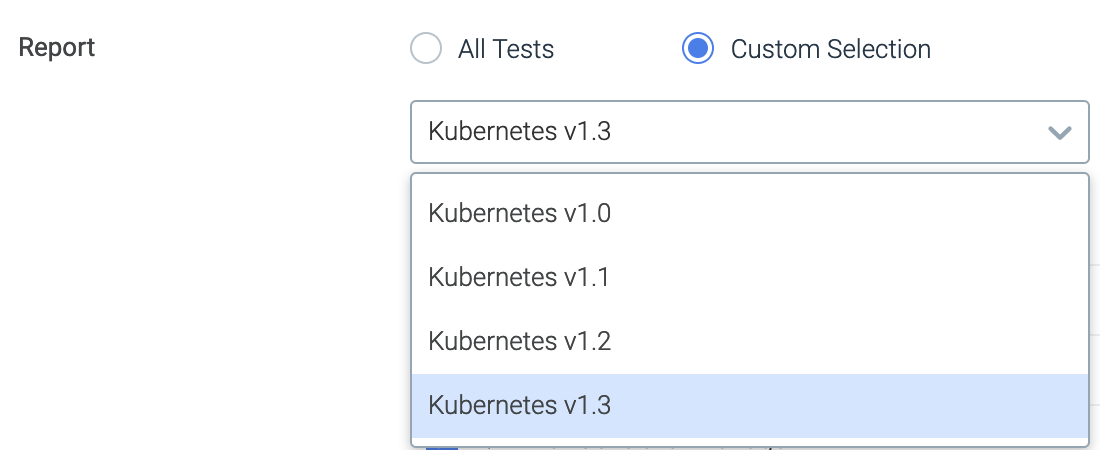 Report
All Tests
Custom Selection
Kubernetes v1.3
Kubernetes v1.0
Kubernetes v1.1
Kubernetes v1.2
Kubernetes v1.3